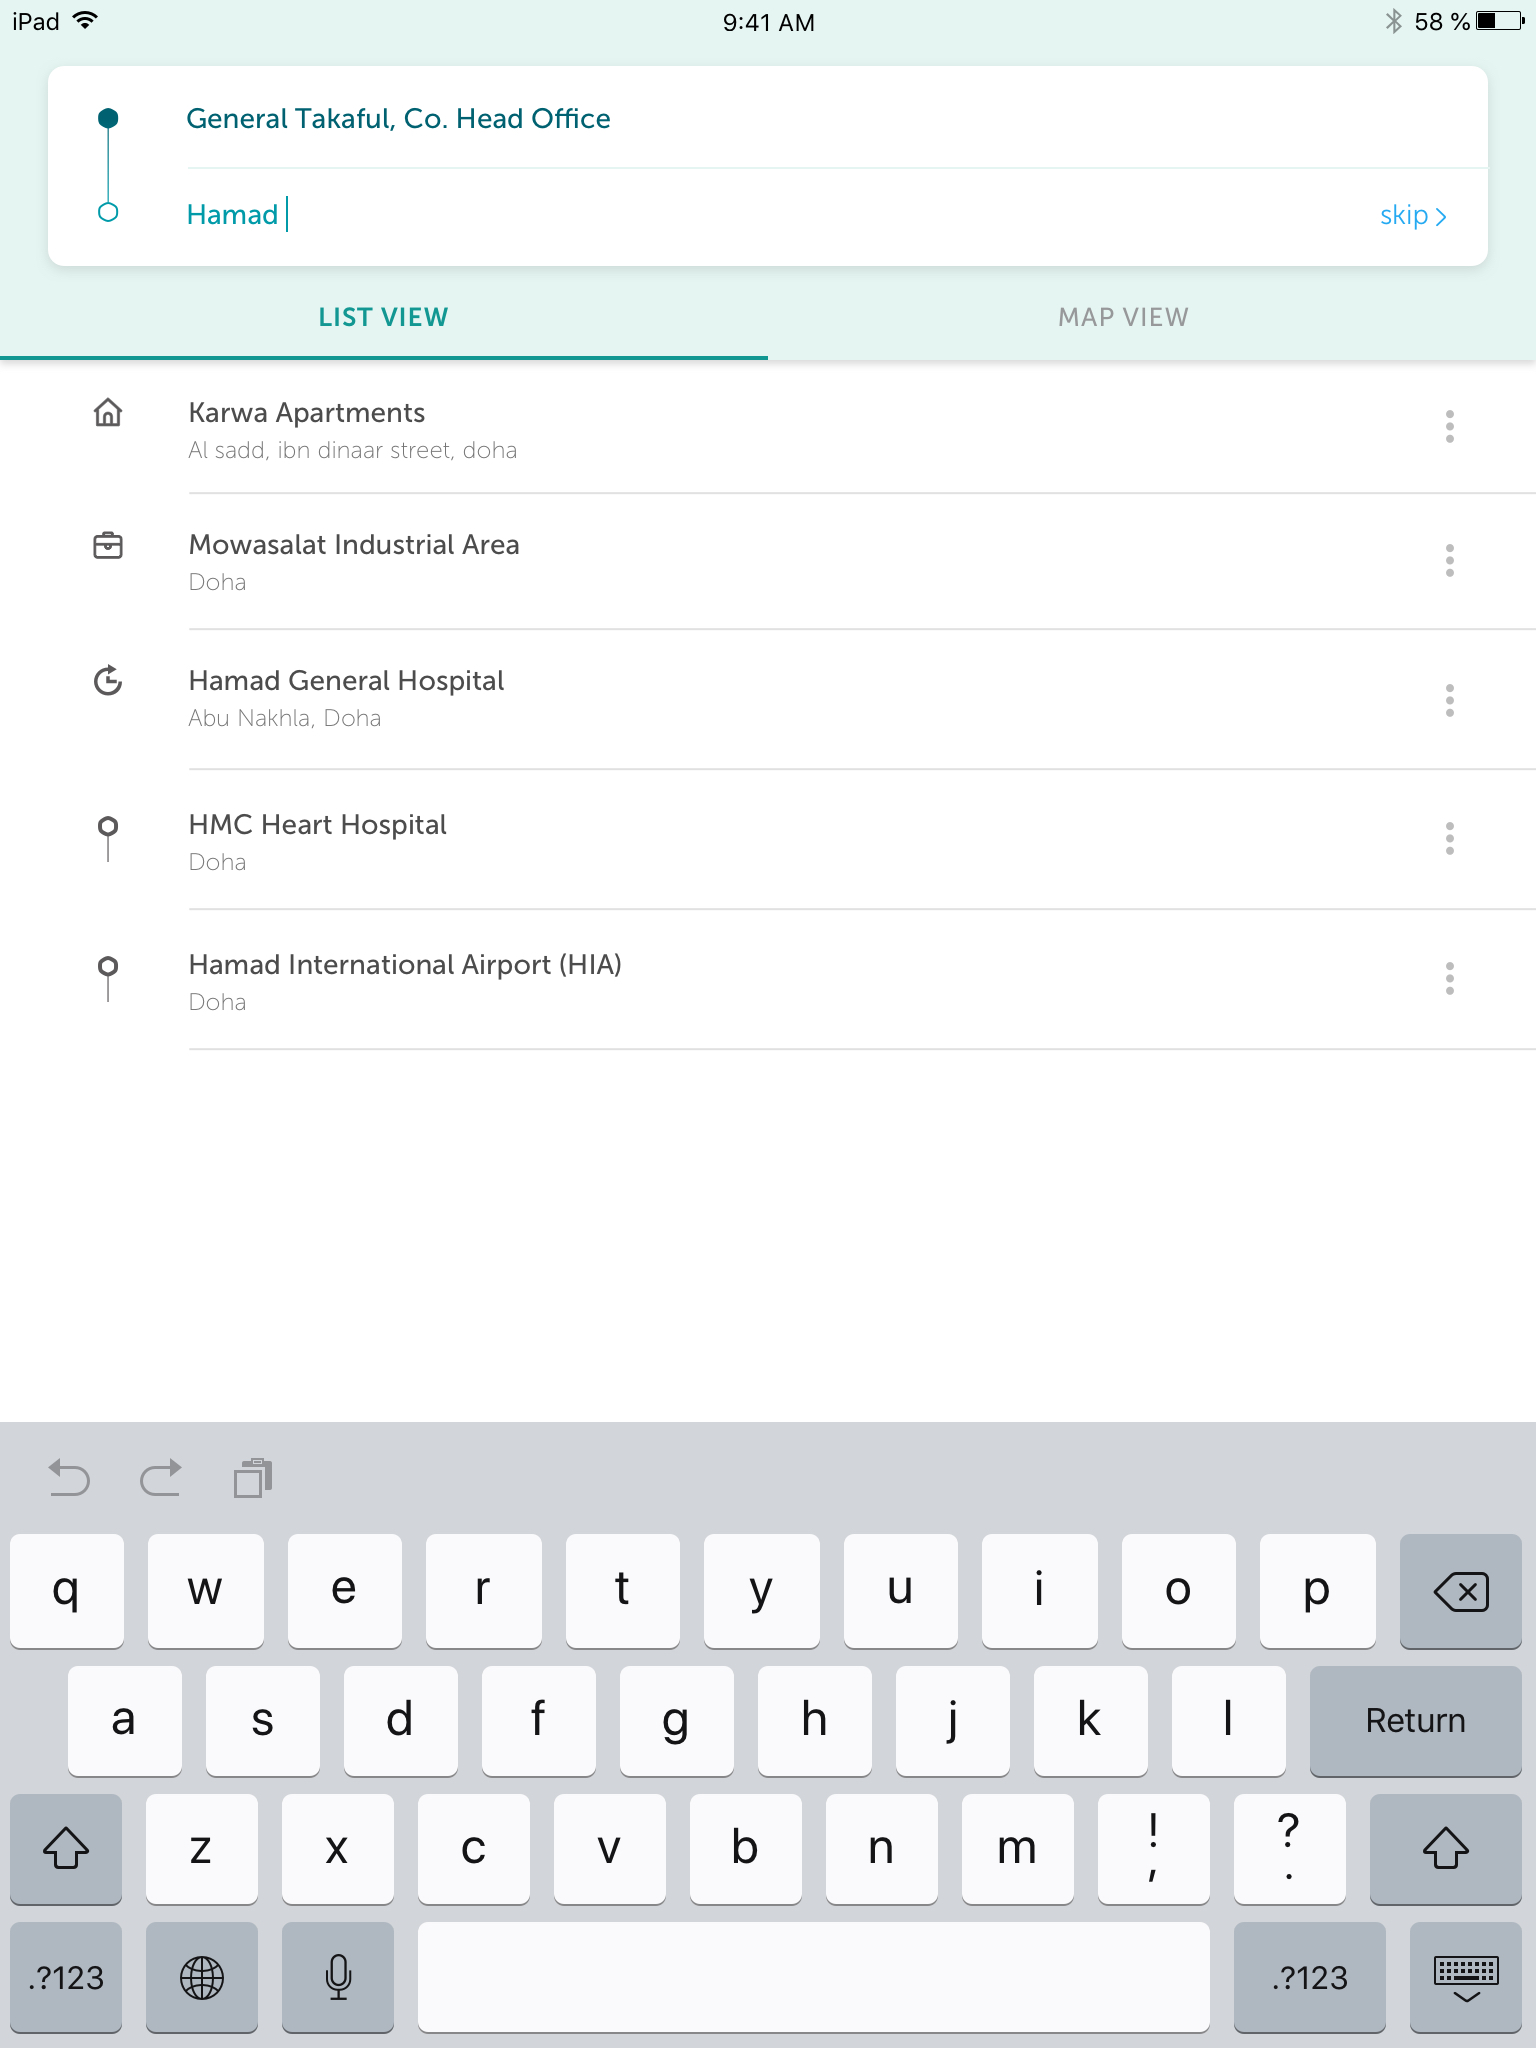 iPad 9:41 AM 58 %
General Takaful, Co. Head Office
Hamad skip
LIST VIEW MAP VIEW
Karwa Apartments
Al sadd, ibn dinaar street, doha
Mowasalat Industrial Area
Doha
Hamad General Hospital
Abu Nakhla, Doha
HMC Heart Hospital
Doha
Hamad International Airport (HIA)
Doha
q w e r t y u i o p
a s d f g h j k l Return
z x c v b n m ! , ? .
.?123 .?123